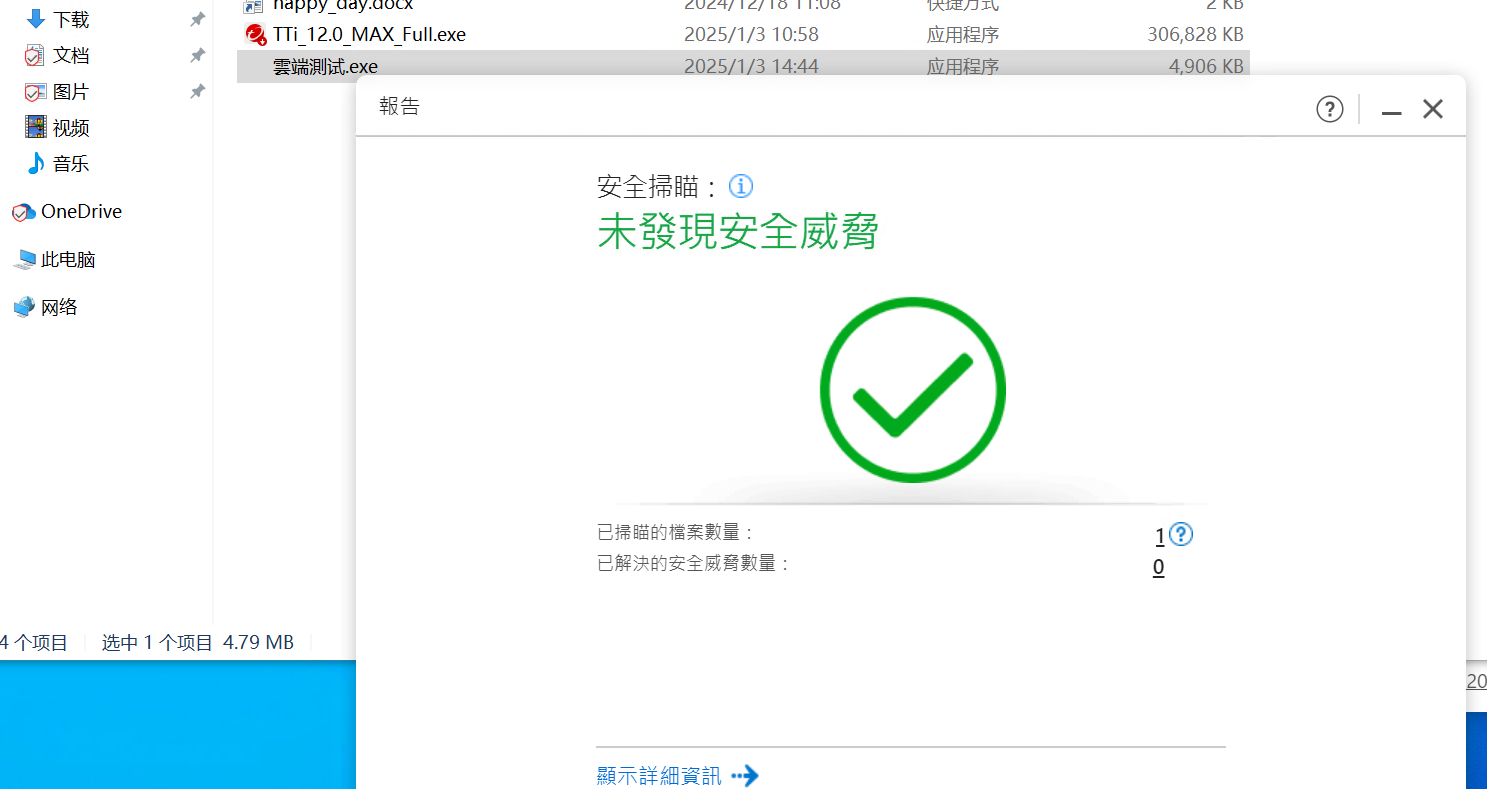 下载
文档
图片
视频
音乐
OneDrive
此电脑
网络
happy_day.docx 2024/12/18 11:08 快捷方式 2 KB
TTi_12.0_MAX_Full.exe 2025/1/3 10:58 应用程序 306,828 KB
雲端測试.exe 2025/1/3 14:44 应用程序 4,906 KB
報告
安全掃瞄：
未發現安全威脅
已掃瞄的檔案數量： 1
已解決的安全威脅數量： 0
顯示詳細資訊
4 个项目 选中 1 个项目 4.79 MB
20